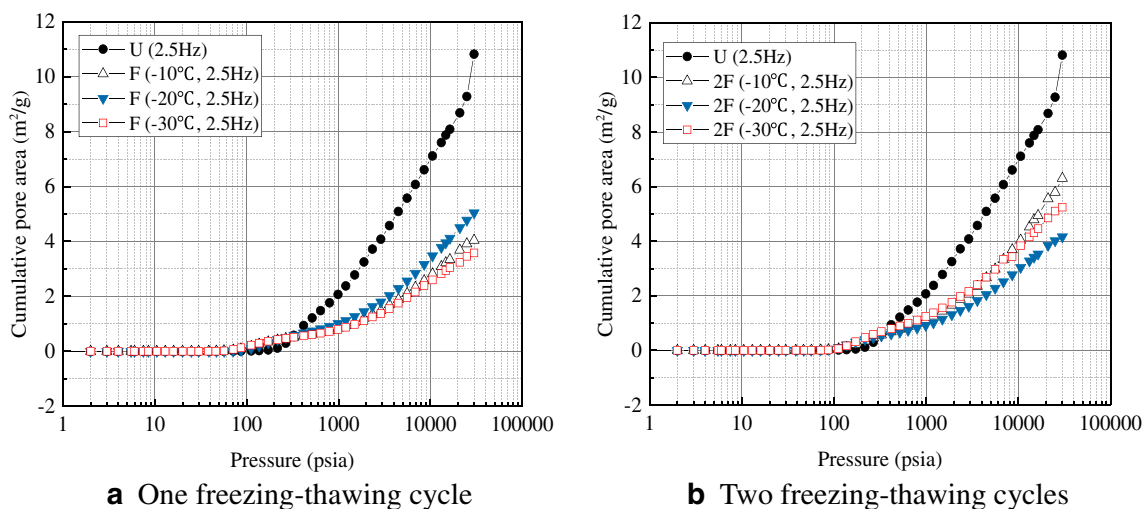 12
10
8
6
4
2
0
-2
Cumulative pore area (m²/g)
U (2.5Hz)
F (-10℃, 2.5Hz)
F (-20℃, 2.5Hz)
F (-30℃, 2.5Hz)
1 10 100 1000 10000 100000
Pressure (psia)
a One freezing-thawing cycle
12
10
8
6
4
2
0
-2
Cumulative pore area (m²/g)
U (2.5Hz)
2F (-10℃, 2.5Hz)
2F (-20℃, 2.5Hz)
2F (-30℃, 2.5Hz)
1 10 100 1000 10000 100000
Pressure (psia)
b Two freezing-thawing cycles